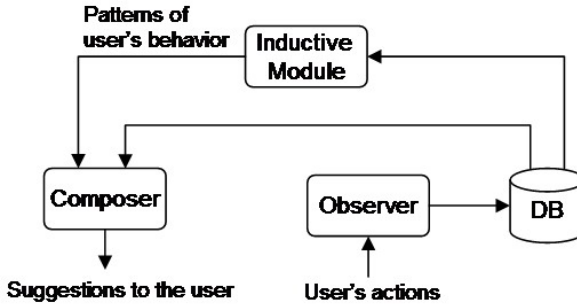 Patterns of
user's behavior
Inductive
Module
Composer
Observer
DB
Suggestions to the user
User's actions